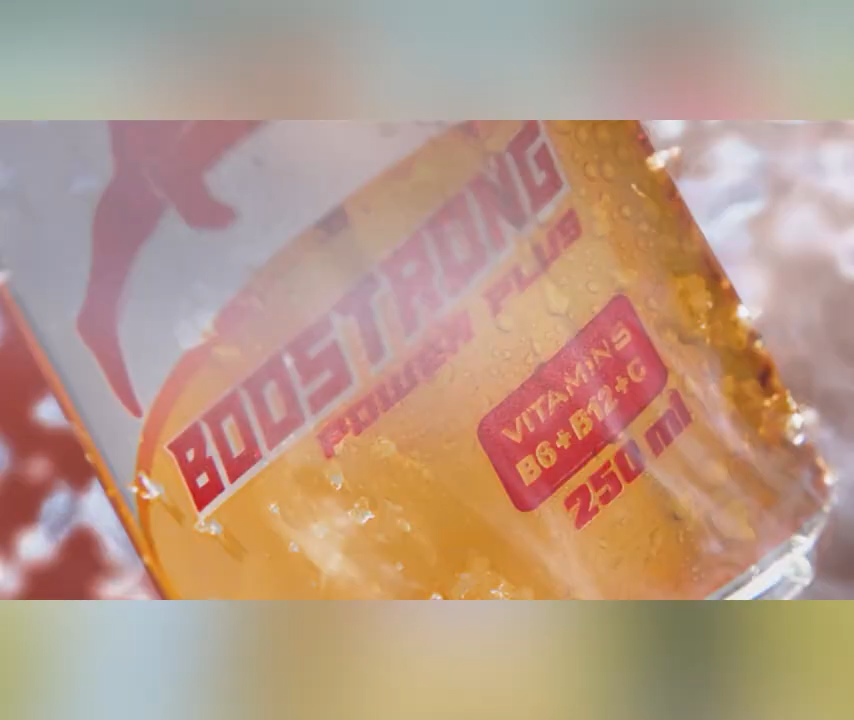 BOOSTRONG
POWER PLUS
VITAMINS
B6+B12+C
250 ml